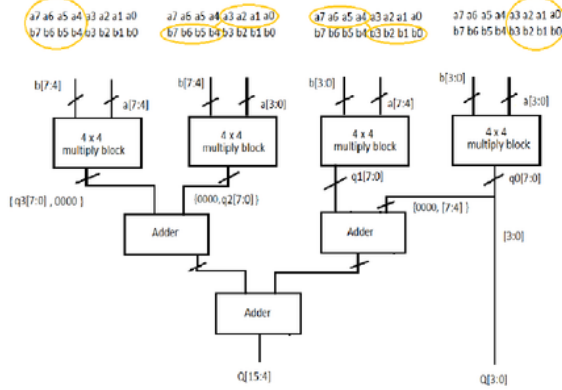 a7 a6 a5 a4 a3 a2 a1 a0
b7 b6 b5 b4 b3 b2 b1 b0
a7 a6 a5 a4 a3 a2 a1 a0
b7 b6 b5 b4 b3 b2 b1 b0
a7 a6 a5 a4 a3 a2 a1 a0
b7 b6 b5 b4 b3 b2 b1 b0
a7 a6 a5 a4 a3 a2 a1 a0
b7 b6 b5 b4 b3 b2 b1 b0
b[7:4]
a[7:4]
b[7:4]
a[3:0]
b[3:0]
a[7:4]
b[3:0]
a[3:0]
4 x 4
multiply block
4 x 4
multiply block
4 x 4
multiply block
4 x 4
multiply block
{ q3[7:0] , 0000 }
{0000,q2[7:0] }
q1[7:0]
q0[7:0]
{0000, [7:4] }
Adder
Adder
[3:0]
Adder
Q[15:4]
Q[3:0]